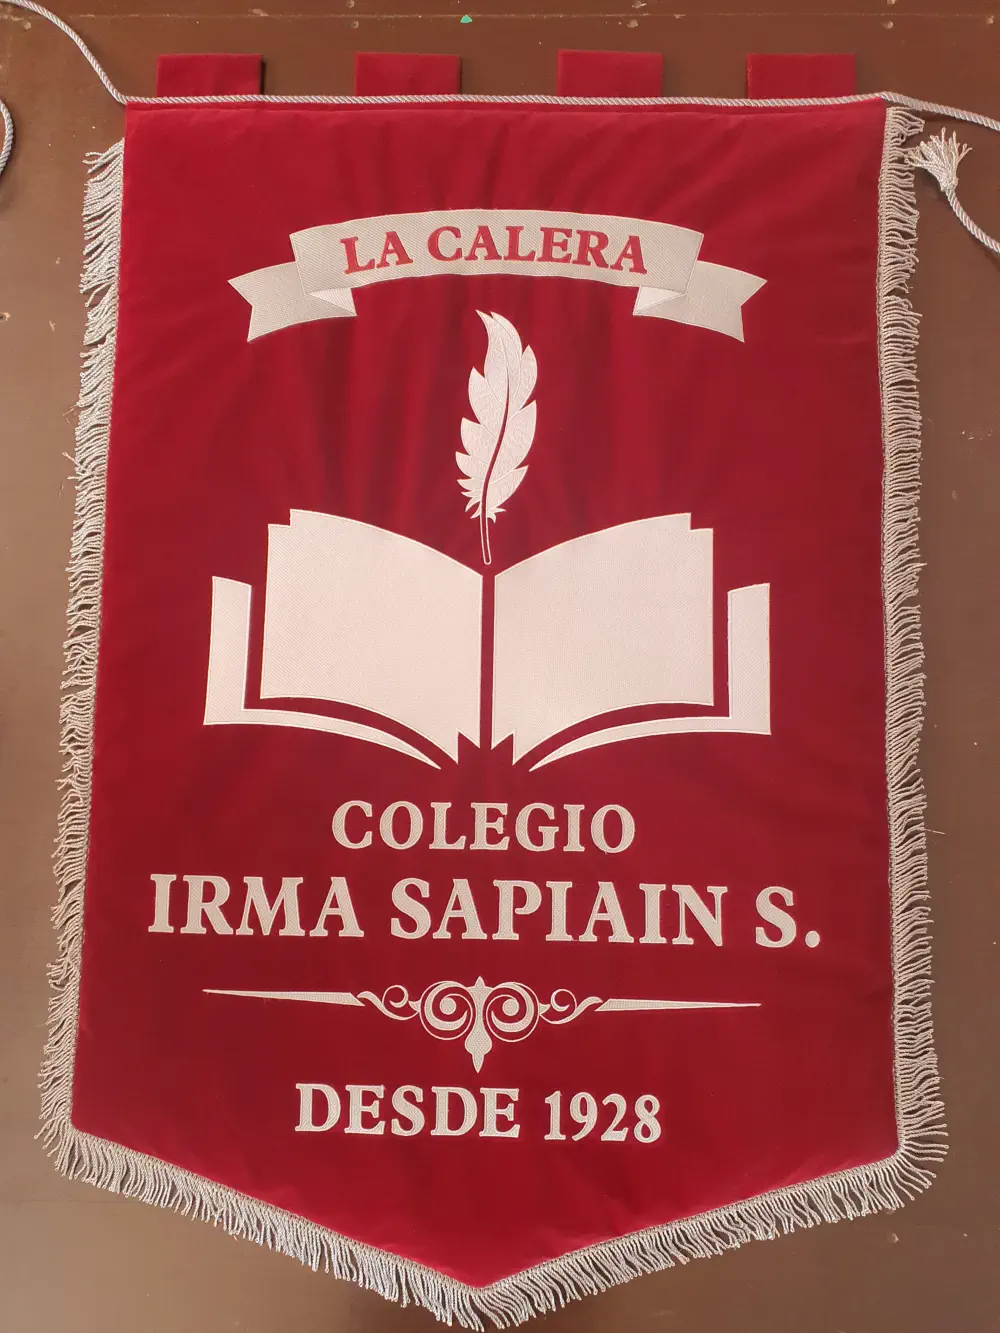 LA CALERA
COLEGIO
IRMA SAPIAIN S.
DESDE 1928